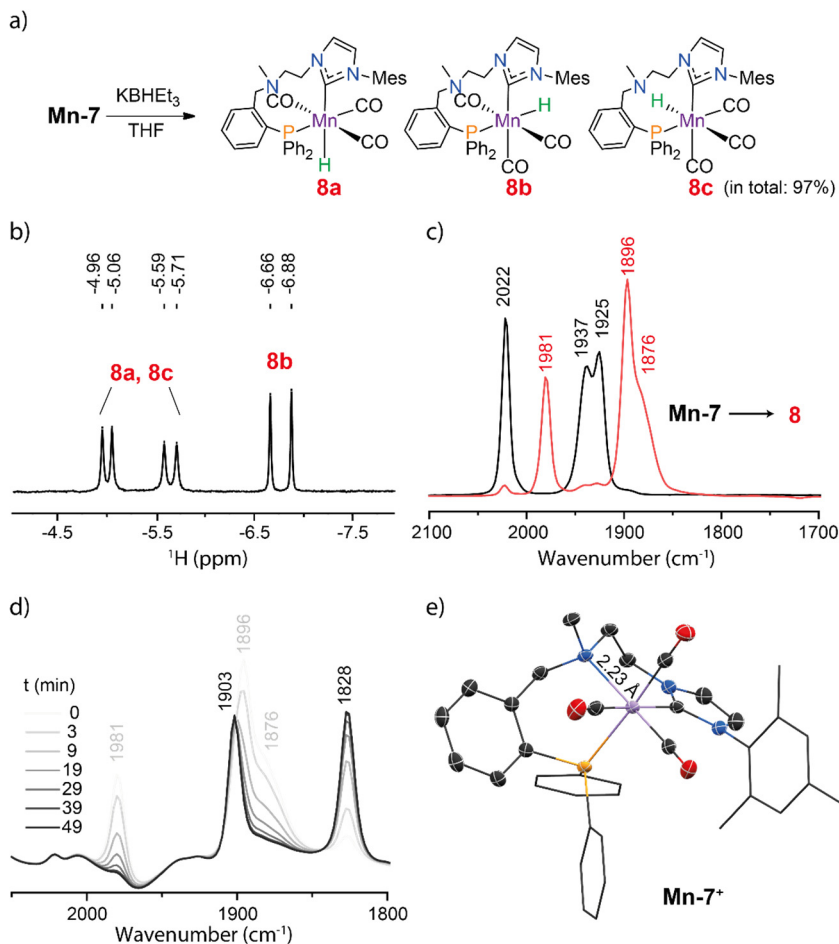 a)
Mn-7
KBHEt₃
THF
N
N
N
Mes
CO
CO
Mn
P
Ph₂
CO
H
8a
N
N
N
Mes
CO
H
Mn
P
Ph₂
CO
CO
8b
N
N
N
Mes
H
CO
Mn
P
Ph₂
CO
CO
8c (in total: 97%)
b)
-4.96
-5.06
-5.59
-5.71
-6.66
-6.88
8a, 8c
8b
-4.5 -5.5 -6.5 -7.5
¹H (ppm)
c)
2022
1981
1937
1925
1896
1876
Mn-7 → 8
2100 2000 1900 1800 1700
Wavenumber (cm⁻¹)
d)
t (min)
0
3
9
19
29
39
49
1981
1903
1896
1876
1828
2000 1900 1800
Wavenumber (cm⁻¹)
e)
2.23 Å
Mn-7⁺